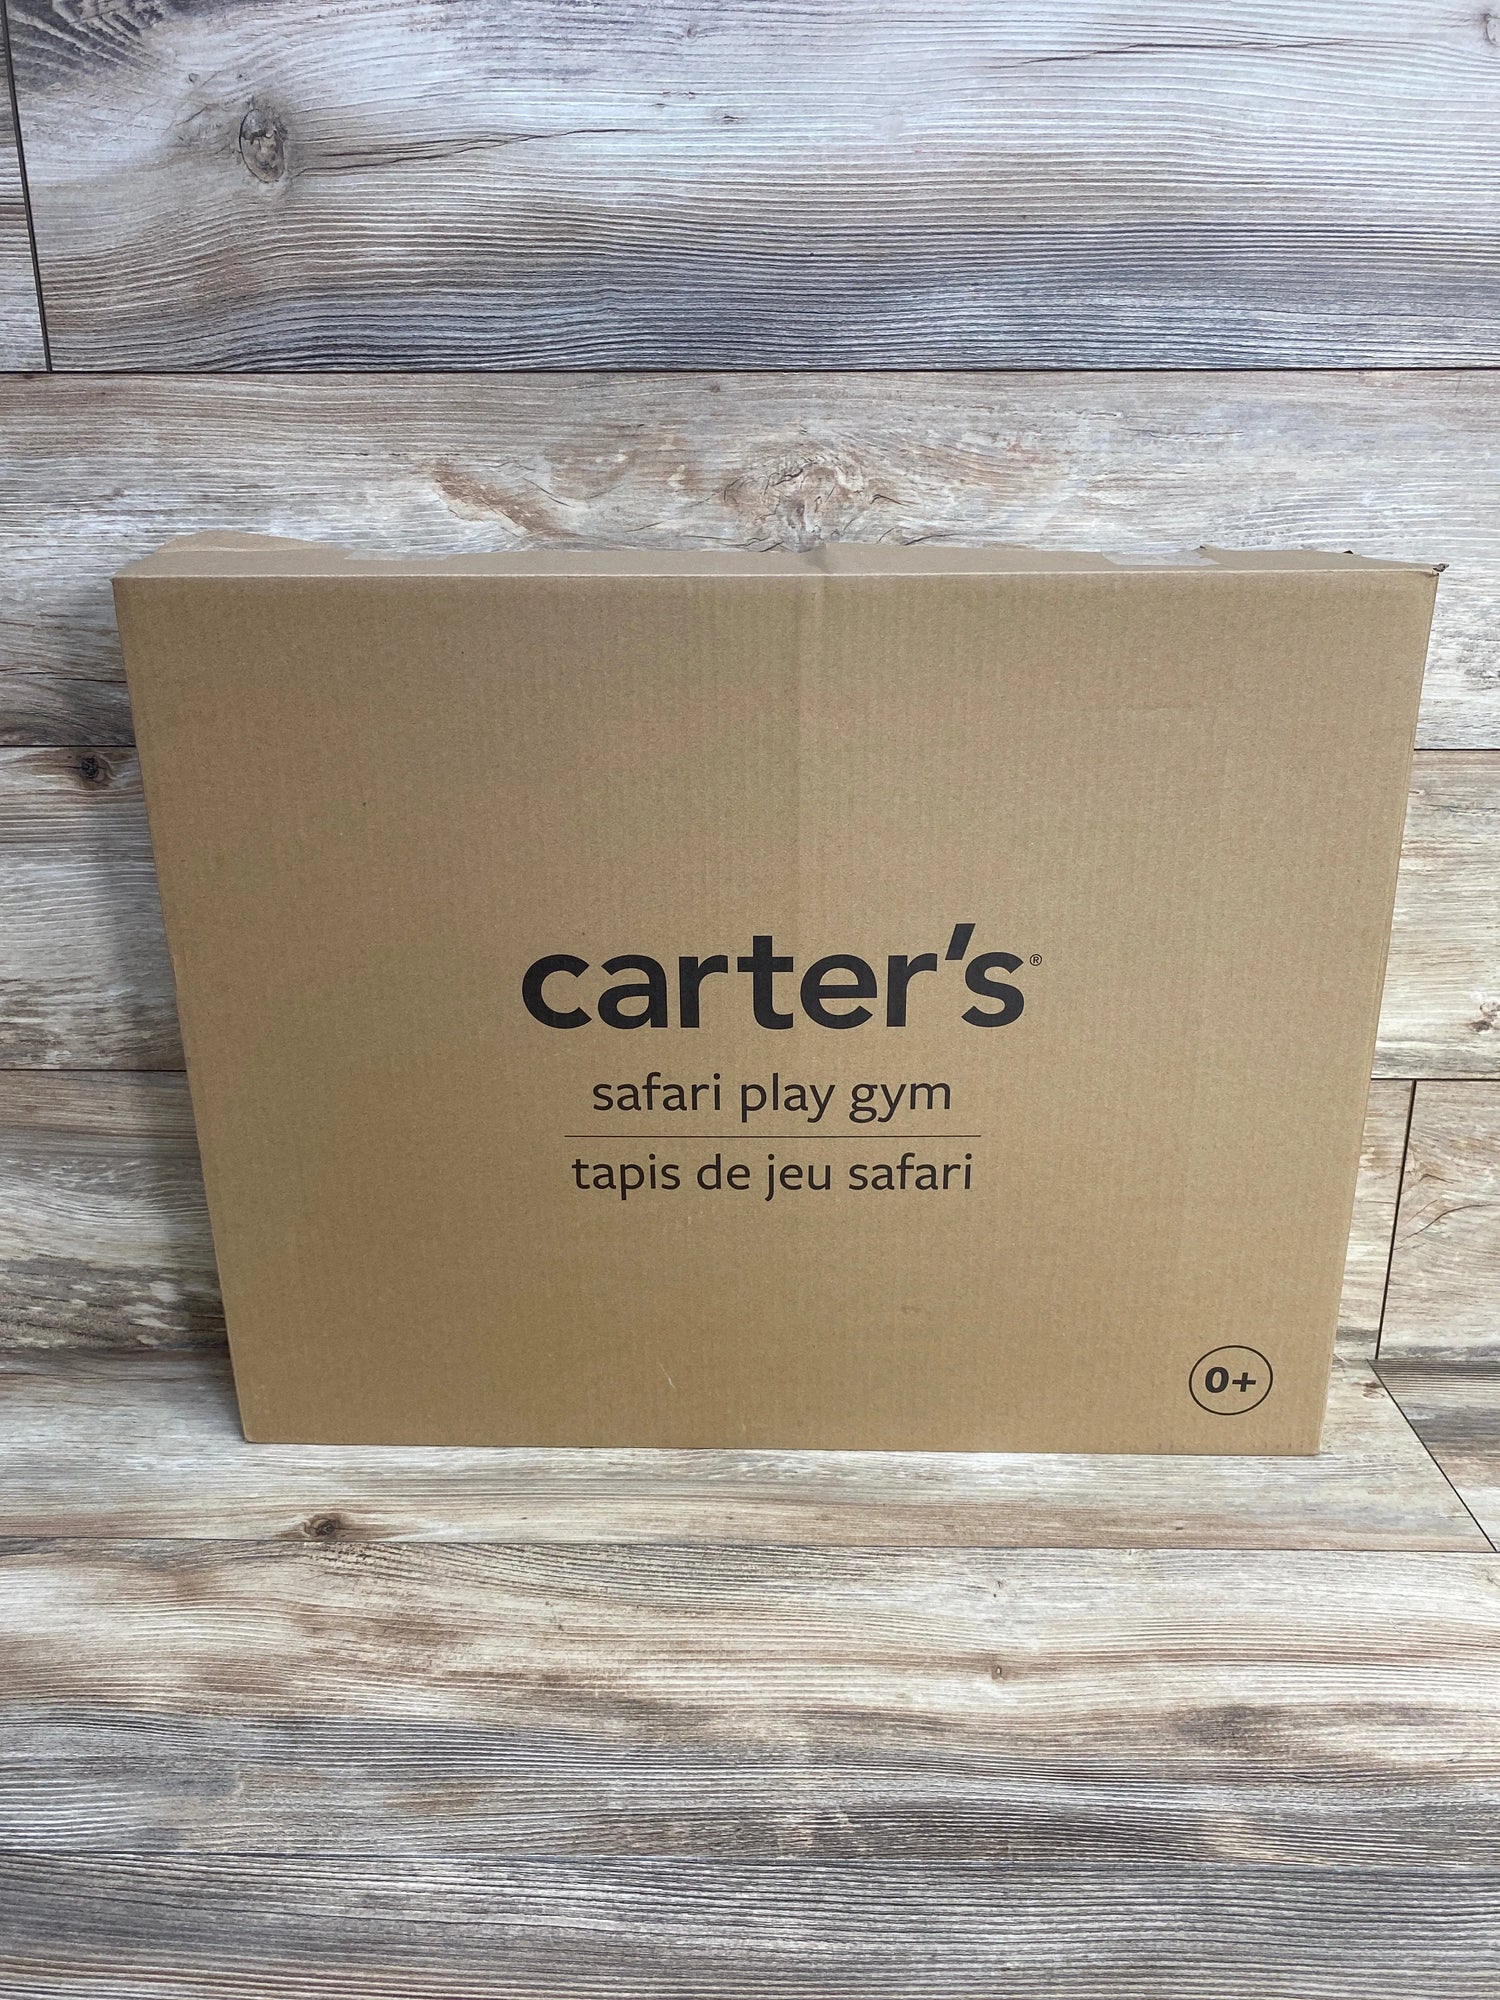 carter's®
safari play gym
tapis de jeu safari
0+